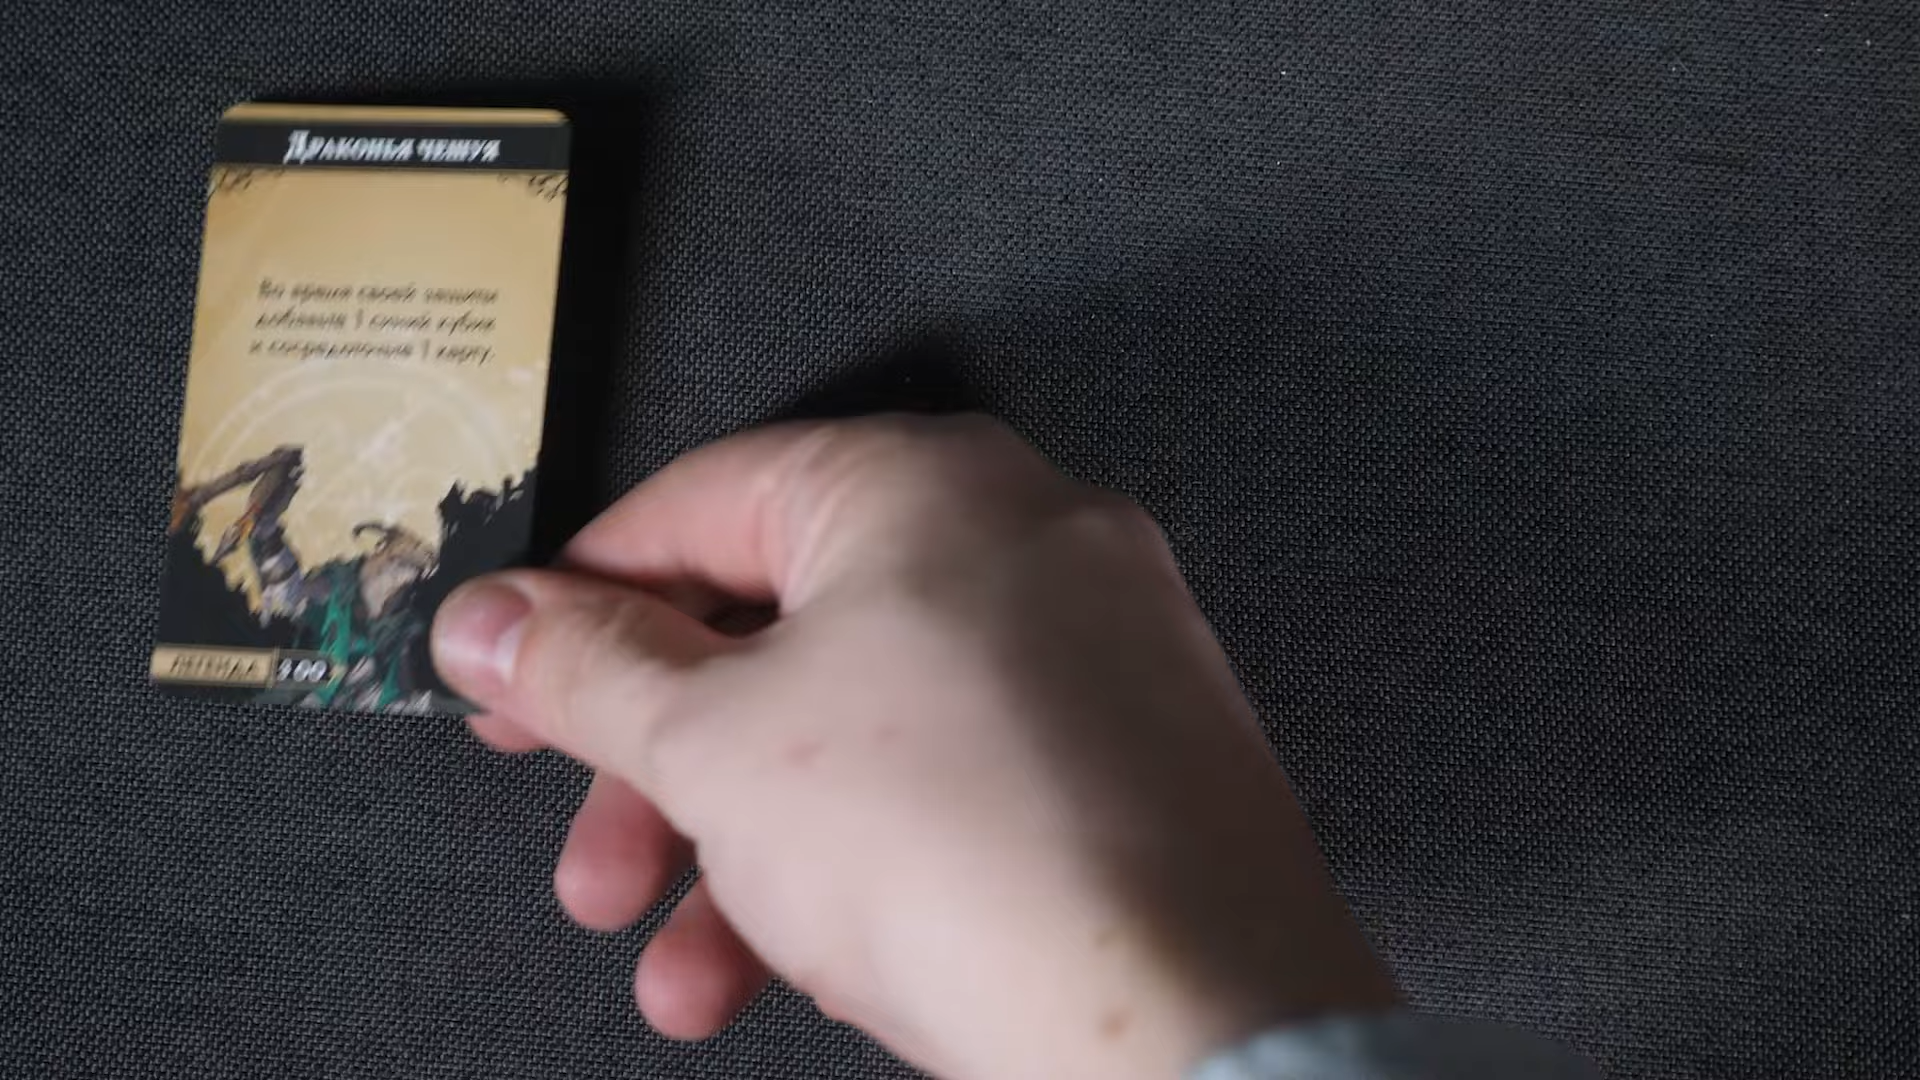 Драконья чешуя
Во время своей защиты
добавьте 1 синий кубик
и сосредоточьте 1 карту.
ЛЕГЕНДА